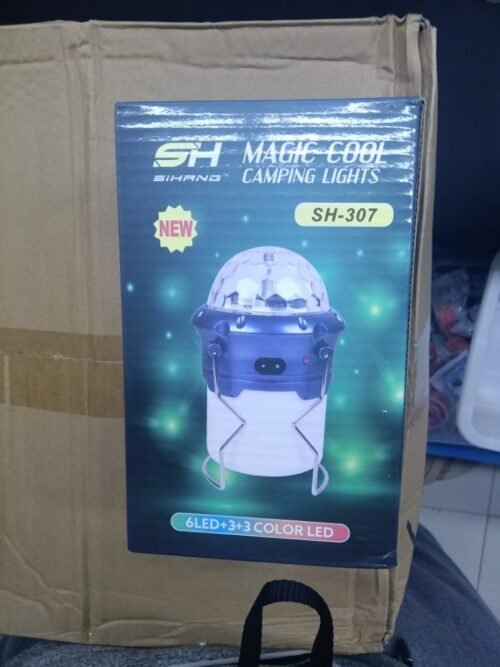 SH
SIHANG
MAGIC COOL
CAMPING LIGHTS
SH-307
NEW
6LED+3+3 COLOR LED